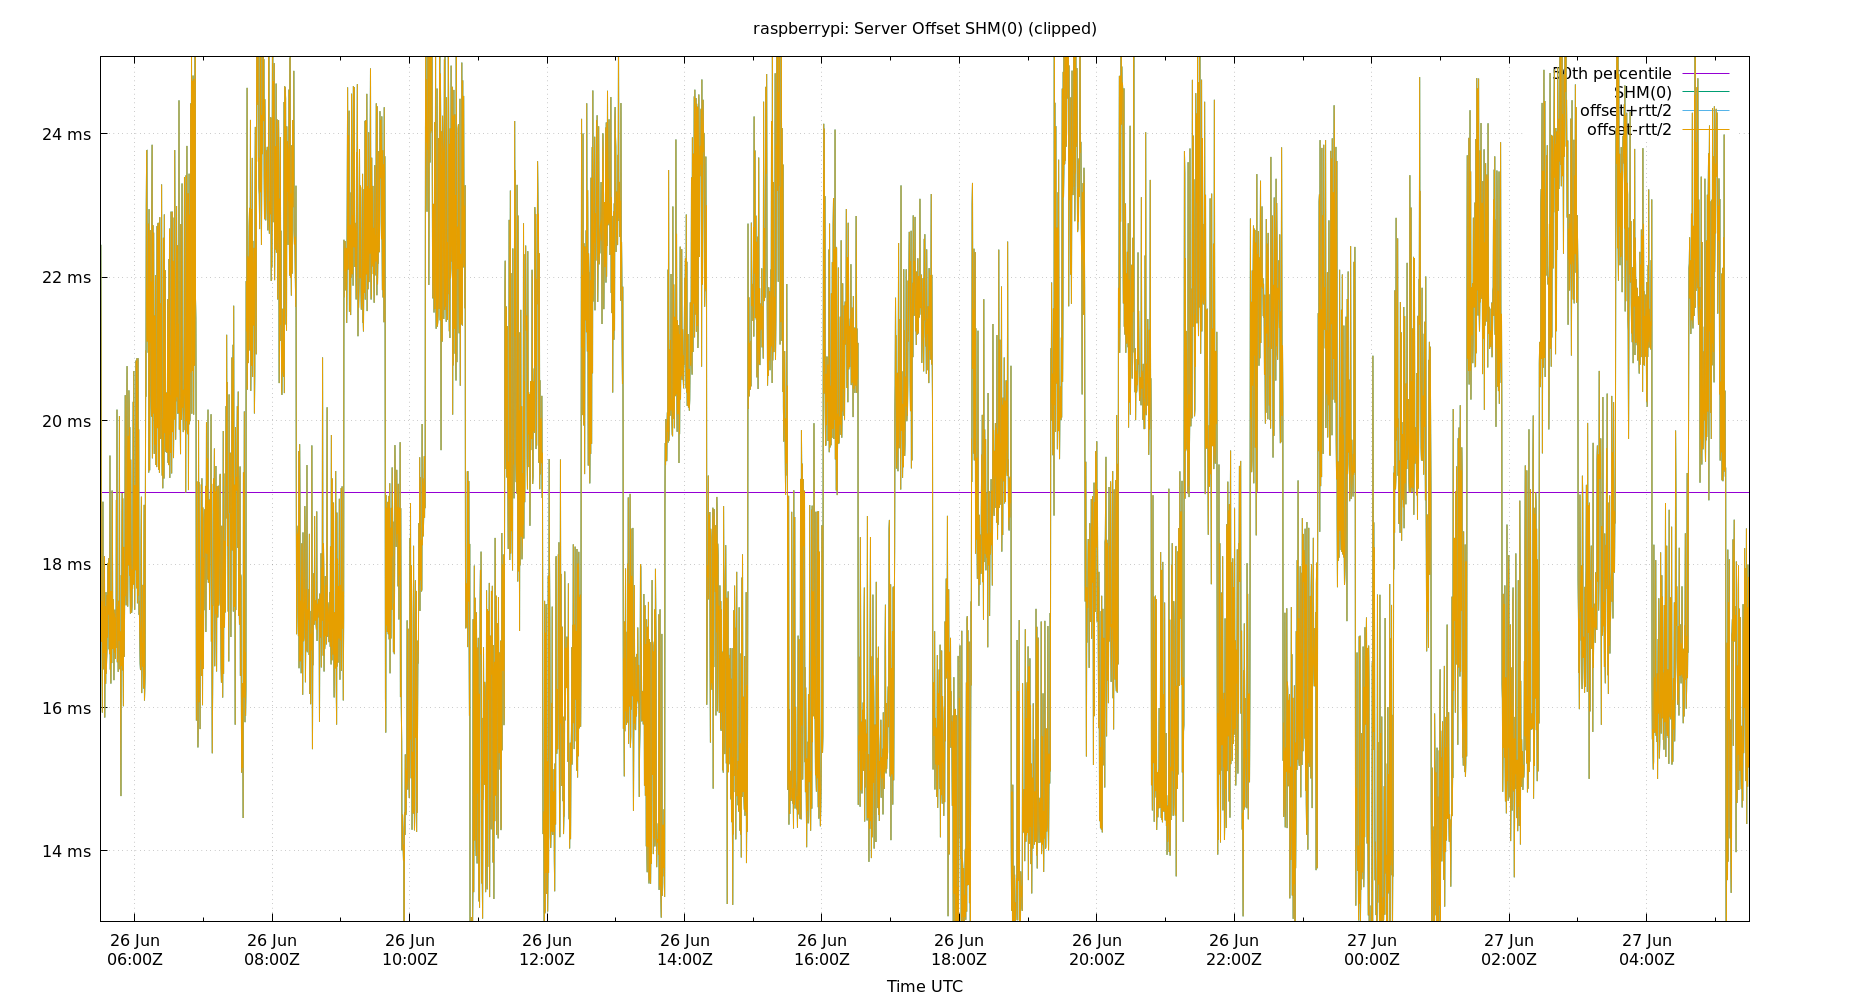 raspberrypi: Server Offset SHM(0) (clipped)
50th percentile
SHM(0)
offset+rtt/2
offset-rtt/2
24 ms
22 ms
20 ms
18 ms
16 ms
14 ms
26 Jun 26 Jun 26 Jun 26 Jun 26 Jun 26 Jun 26 Jun 26 Jun 26 Jun 27 Jun 27 Jun 27 Jun
06:00Z 08:00Z 10:00Z 12:00Z 14:00Z 16:00Z 18:00Z 20:00Z 22:00Z 00:00Z 02:00Z 04:00Z
Time UTC